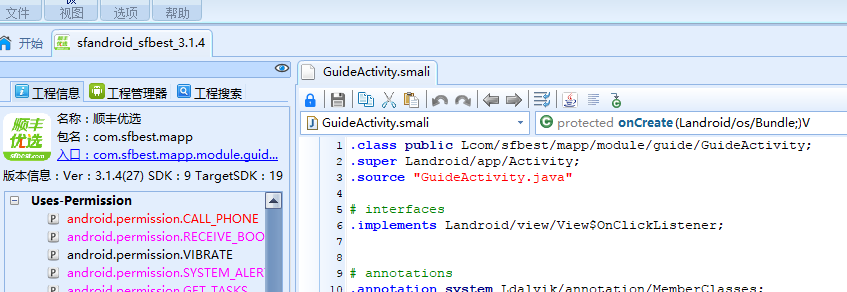 文件 视图 选项 帮助
开始 sfandroid_sfbest_3.1.4
工程信息 工程管理器 工程搜索
顺丰
优选
名称：顺丰优选
包名：com.sfbest.mapp
入口：com.sfbest.mapp.module.guid...
版本信息：Ver：3.1.4(27) SDK：9 TargetSDK：19
Uses-Permission
android.permission.CALL_PHONE
android.permission.RECEIVE_BOO
android.permission.VIBRATE
android.permission.SYSTEM_ALER
android.permission.GET_TASKS
GuideActivity.smali
GuideActivity.smali protected onCreate(Landroid/os/Bundle;)V
1 .class public Lcom/sfbest/mapp/module/guide/GuideActivity;
2 .super Landroid/app/Activity;
3 .source "GuideActivity.java"
4
5 # interfaces
6 .implements Landroid/view/View$OnClickListener;
7
8
9 # annotations
10 .annotation system Ldalvik/annotation/MemberClasses;